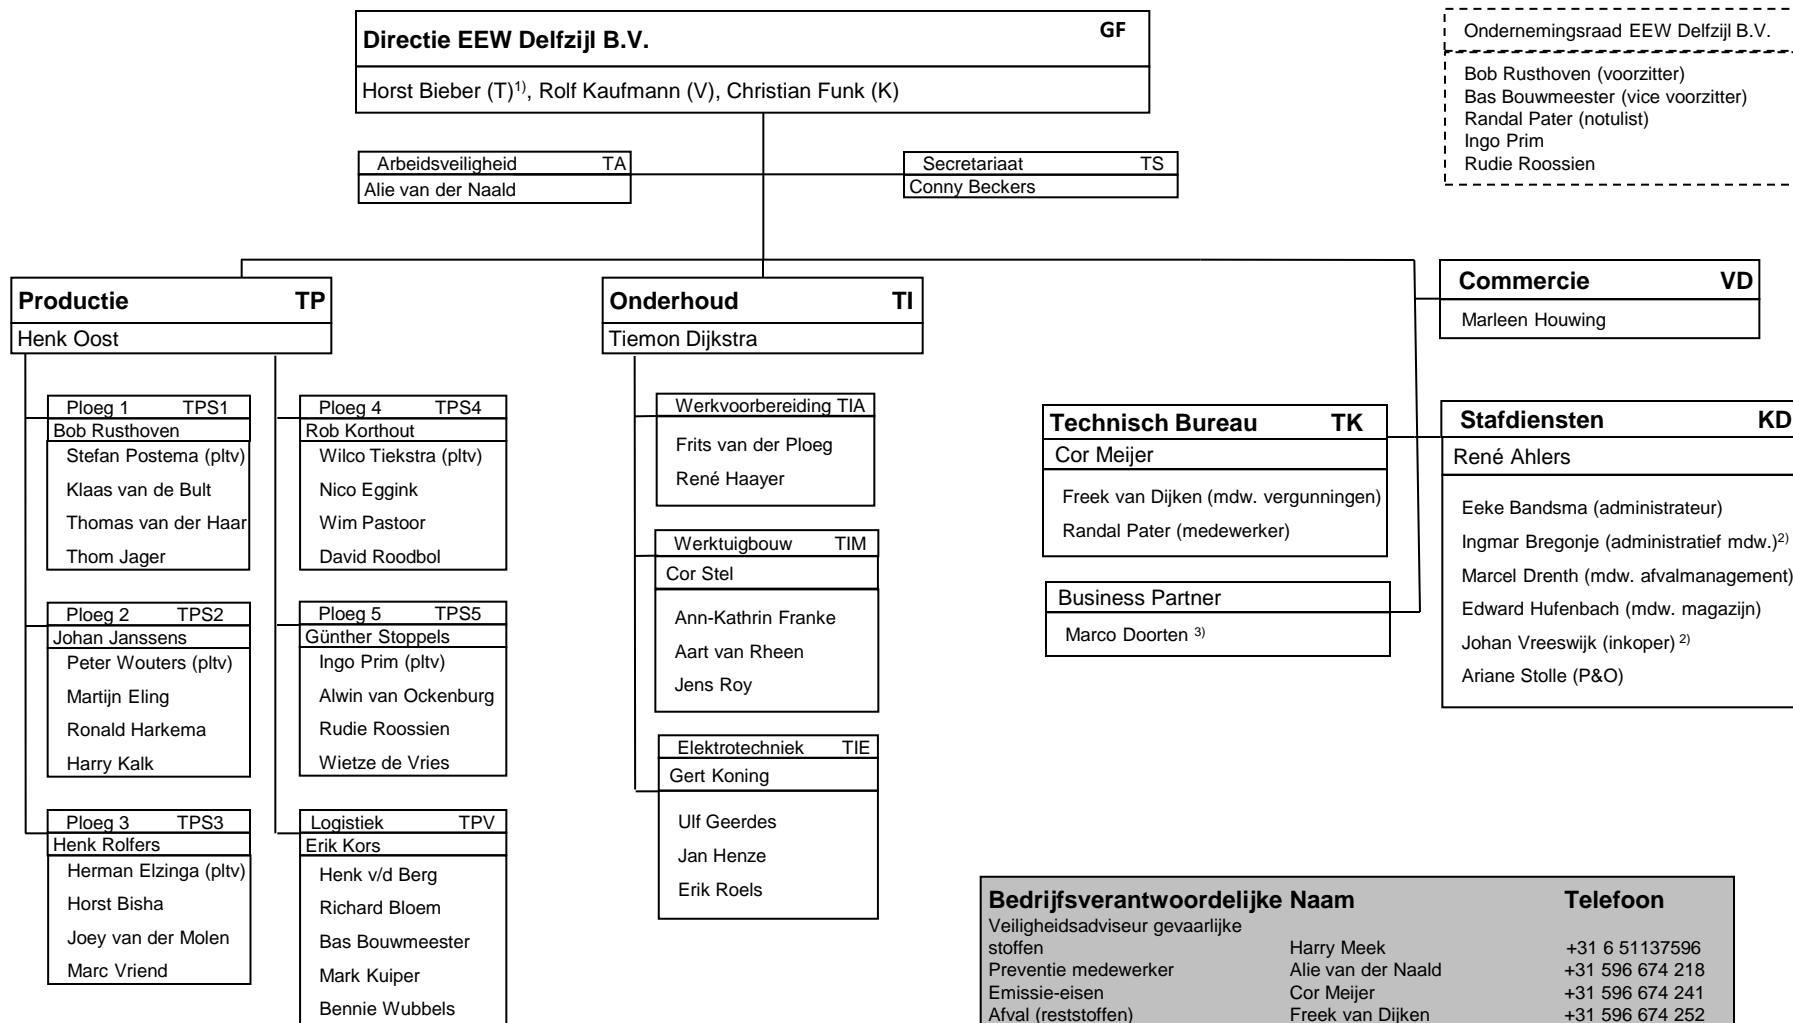 Directie EEW Delfzijl B.V. GF
Horst Bieber (T)1), Rolf Kaufmann (V), Christian Funk (K)
Ondernemingsraad EEW Delfzijl B.V.
Bob Rusthoven (voorzitter)
Bas Bouwmeester (vice voorzitter)
Randal Pater (notulist)
Ingo Prim
Rudie Roossien
Arbeidsveiligheid TA
Alie van der Naald
Secretariaat TS
Conny Beckers
Productie TP
Henk Oost
Ploeg 1 TPS1
Bob Rusthoven
Stefan Postema (pltv)
Klaas van de Bult
Thomas van der Haar
Thom Jager
Ploeg 2 TPS2
Johan Janssens
Peter Wouters (pltv)
Martijn Eling
Ronald Harkema
Harry Kalk
Ploeg 3 TPS3
Henk Rolfers
Herman Elzinga (pltv)
Horst Bisha
Joey van der Molen
Marc Vriend
Ploeg 4 TPS4
Rob Korthout
Wilco Tiekstra (pltv)
Nico Eggink
Wim Pastoor
David Roodbol
Ploeg 5 TPS5
Günther Stoppels
Ingo Prim (pltv)
Alwin van Ockenburg
Rudie Roossien
Wietze de Vries
Logistiek TPV
Erik Kors
Henk v/d Berg
Richard Bloem
Bas Bouwmeester
Mark Kuiper
Bennie Wubbels
Onderhoud TI
Tiemon Dijkstra
Werkvoorbereiding TIA
Frits van der Ploeg
René Haayer
Werktuigbouw TIM
Cor Stel
Ann-Kathrin Franke
Aart van Rheen
Jens Roy
Elektrotechniek TIE
Gert Koning
Ulf Geerdes
Jan Henze
Erik Roels
Technisch Bureau TK
Cor Meijer
Freek van Dijken (mdw. vergunningen)
Randal Pater (medewerker)
Business Partner
Marco Doorten 3)
Commercie VD
Marleen Houwing
Stafdiensten KD
René Ahlers
Eeke Bandsma (administrateur)
Ingmar Bregonje (administratief mdw.)2)
Marcel Drenth (mdw. afvalmanagement)
Edward Hufenbach (mdw. magazijn)
Johan Vreeswijk (inkoper) 2)
Ariane Stolle (P&O)
Bedrijfsverantwoordelijke Naam Telefoon
Veiligheidsadviseur gevaarlijke
stoffen Harry Meek +31 6 51137596
Preventie medewerker Alie van der Naald +31 596 674 218
Emissie-eisen Cor Meijer +31 596 674 241
Afval (reststoffen) Freek van Dijken +31 596 674 252